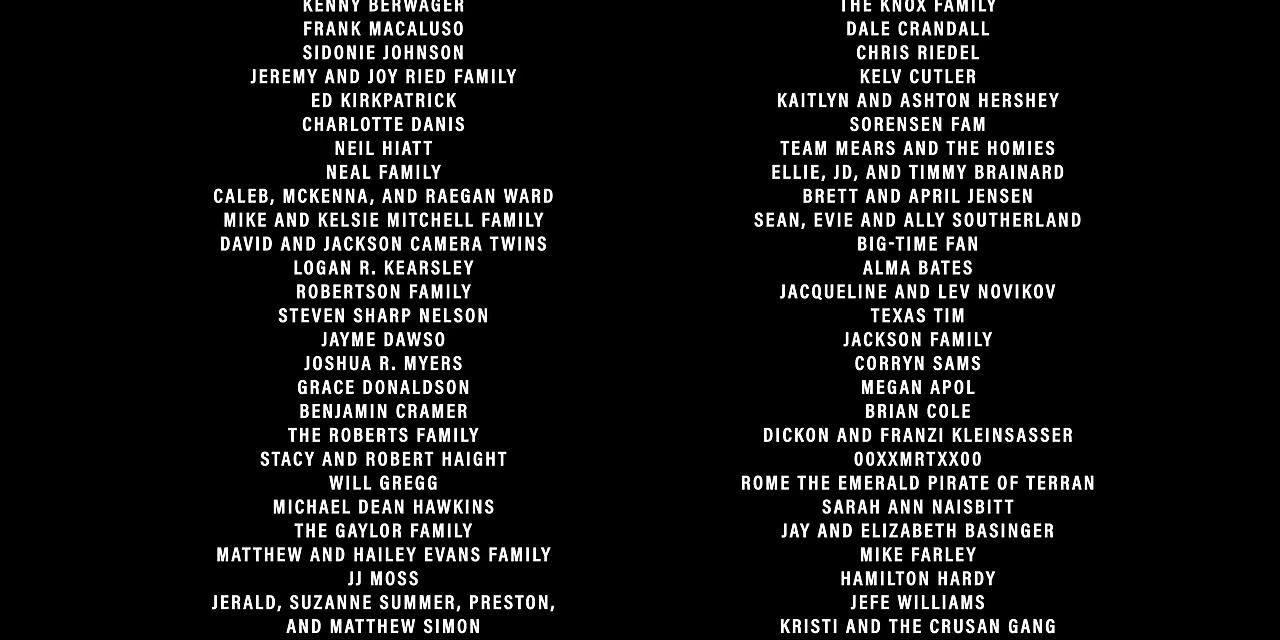 KENNY BERWAGER
FRANK MACALUSO
SIDONIE JOHNSON
JEREMY AND JOY RIED FAMILY
ED KIRKPATRICK
CHARLOTTE DANIS
NEIL HIATT
NEAL FAMILY
CALEB, MCKENNA, AND RAEGAN WARD
MIKE AND KELSIE MITCHELL FAMILY
DAVID AND JACKSON CAMERA TWINS
LOGAN R. KEARSLEY
ROBERTSON FAMILY
STEVEN SHARP NELSON
JAYME DAWSO
JOSHUA R. MYERS
GRACE DONALDSON
BENJAMIN CRAMER
THE ROBERTS FAMILY
STACY AND ROBERT HAIGHT
WILL GREGG
MICHAEL DEAN HAWKINS
THE GAYLOR FAMILY
MATTHEW AND HAILEY EVANS FAMILY
JJ MOSS
JERALD, SUZANNE SUMMER, PRESTON,
AND MATTHEW SIMON
THE KNOX FAMILY
DALE CRANDALL
CHRIS RIEDEL
KELV CUTLER
KAITLYN AND ASHTON HERSHEY
SORENSEN FAM
TEAM MEARS AND THE HOMIES
ELLIE, JD, AND TIMMY BRAINARD
BRETT AND APRIL JENSEN
SEAN, EVIE AND ALLY SOUTHERLAND
BIG-TIME FAN
ALMA BATES
JACQUELINE AND LEV NOVIKOV
TEXAS TIM
JACKSON FAMILY
CORRYN SAMS
MEGAN APOL
BRIAN COLE
DICKON AND FRANZI KLEINSASSER
OOXXMRTXXOO
ROME THE EMERALD PIRATE OF TERRAN
SARAH ANN NAISBITT
JAY AND ELIZABETH BASINGER
MIKE FARLEY
HAMILTON HARDY
JEFE WILLIAMS
KRISTI AND THE CRUSAN GANG